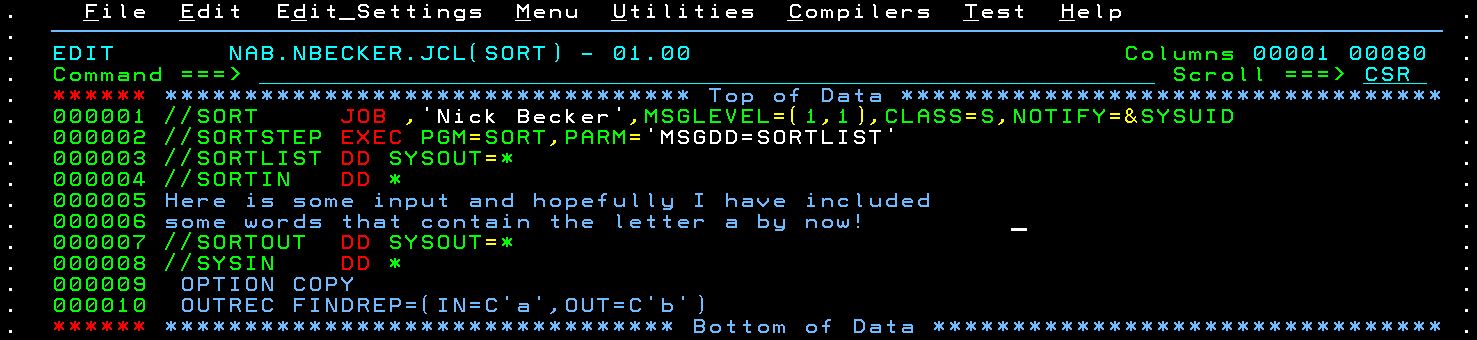 File  Edit  Edit_Settings  Menu  Utilities  Compilers  Test  Help
EDIT       NAB.NBECKER.JCL(SORT) - 01.00                           Columns 00001 00080
Command ===>                                                          Scroll ===> CSR
****** ********************************** Top of Data **********************************
000001 //SORT     JOB ,'Nick Becker',MSGLEVEL=(1,1),CLASS=S,NOTIFY=&SYSUID
000002 //SORTSTEP EXEC PGM=SORT,PARM='MSGDD=SORTLIST'
000003 //SORTLIST DD SYSOUT=*
000004 //SORTIN   DD *
000005 Here is some input and hopefully I have included
000006 some words that contain the letter a by now!
000007 //SORTOUT  DD SYSOUT=*
000008 //SYSIN    DD *
000009  OPTION COPY
000010  OUTREC FINDREP=(IN=C'a',OUT=C'b')
****** ******************************** Bottom of Data ********************************